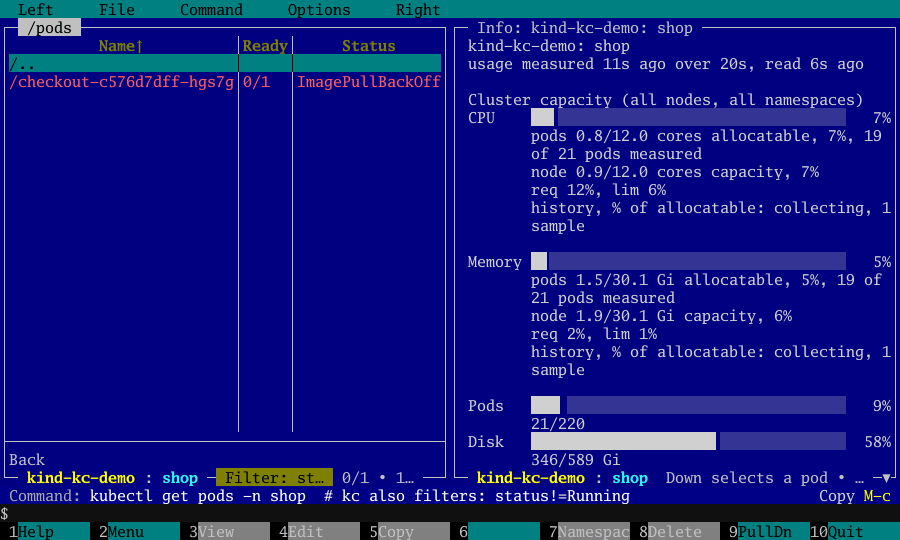 Left File Command Options Right
/pods
Name↑ Ready Status
/..
/checkout-c576d7dff-hgs7g 0/1 ImagePullBackOff
Back
kind-kc-demo : shop Filter: st… 0/1 • 1…
Info: kind-kc-demo: shop
kind-kc-demo: shop
usage measured 11s ago over 20s, read 6s ago
Cluster capacity (all nodes, all namespaces)
CPU 7%
pods 0.8/12.0 cores allocatable, 7%, 19
of 21 pods measured
node 0.9/12.0 cores capacity, 7%
req 12%, lim 6%
history, % of allocatable: collecting, 1
sample
Memory 5%
pods 1.5/30.1 Gi allocatable, 5%, 19 of
21 pods measured
node 1.9/30.1 Gi capacity, 6%
req 2%, lim 1%
history, % of allocatable: collecting, 1
sample
Pods 9%
21/220
Disk 58%
346/589 Gi
kind-kc-demo : shop Down selects a pod • … ▼
Command: kubectl get pods -n shop # kc also filters: status!=Running Copy M-c
$
1Help 2Menu 3View 4Edit 5Copy 6 7Namespac 8Delete 9PullDn 10Quit